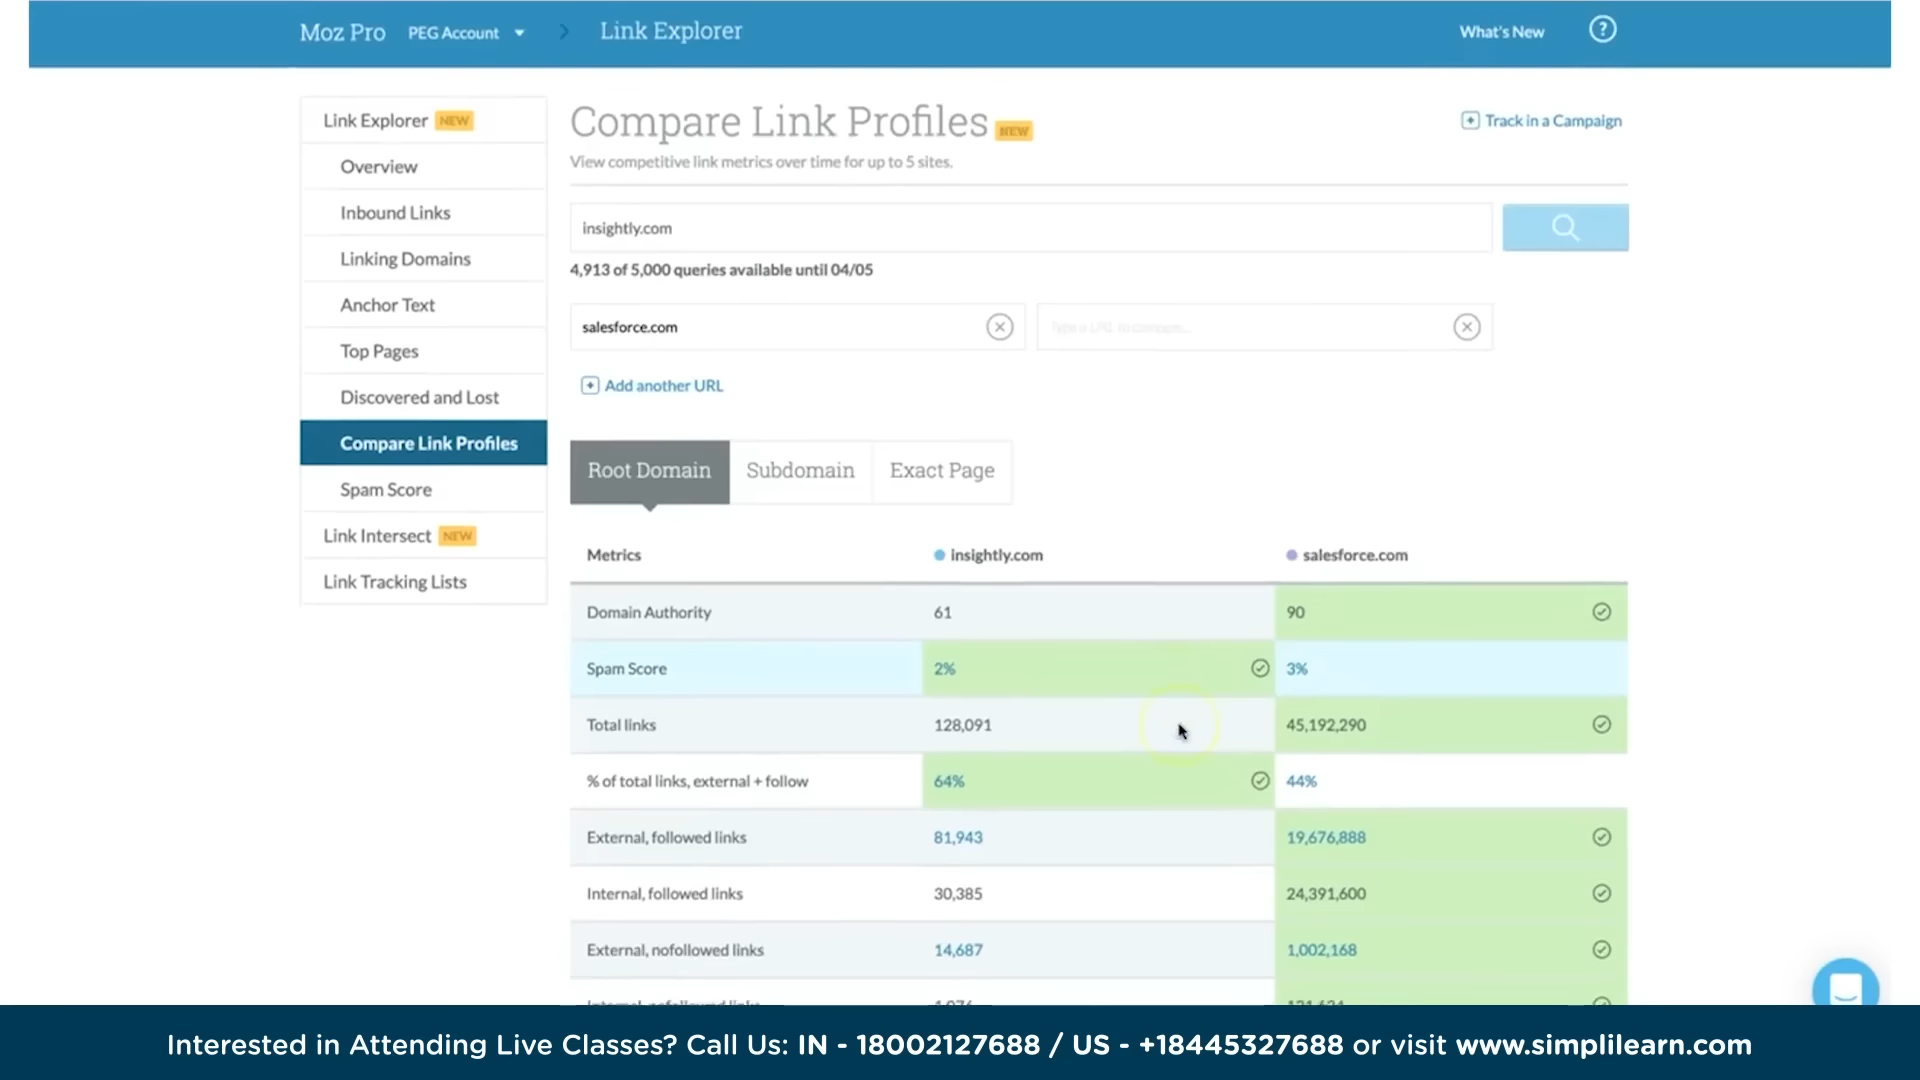 Moz Pro PEG Account Link Explorer What's New ?
Link Explorer NEW
Overview
Inbound Links
Linking Domains
Anchor Text
Top Pages
Discovered and Lost
Compare Link Profiles
Spam Score
Link Intersect NEW
Link Tracking Lists
Compare Link Profiles NEW
Track in a Campaign
View competitive link metrics over time for up to 5 sites.
insightly.com
4,913 of 5,000 queries available until 04/05
salesforce.com Type a URL to compare...
Add another URL
Root Domain Subdomain Exact Page
Metrics insightly.com salesforce.com
Domain Authority 61 90
Spam Score 2% 3%
Total links 128,091 45,192,290
% of total links, external + follow 64% 44%
External, followed links 81,943 19,676,888
Internal, followed links 30,385 24,391,600
External, nofollowed links 14,687 1,002,168
Interested in Attending Live Classes? Call Us: IN - 18002127688 / US - +18445327688 or visit www.simplilearn.com